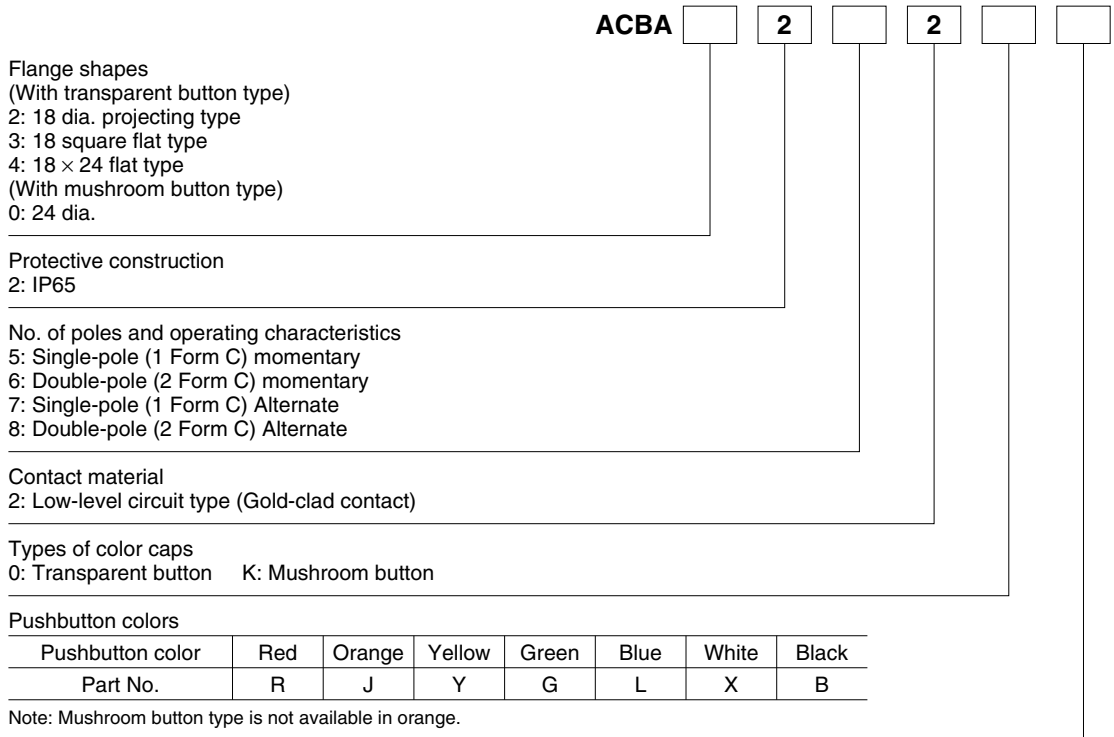 ACBA 2 2
Flange shapes
(With transparent button type)
2: 18 dia. projecting type
3: 18 square flat type
4: 18 × 24 flat type
(With mushroom button type)
0: 24 dia.
Protective construction
2: IP65
No. of poles and operating characteristics
5: Single-pole (1 Form C) momentary
6: Double-pole (2 Form C) momentary
7: Single-pole (1 Form C) Alternate
8: Double-pole (2 Form C) Alternate
Contact material
2: Low-level circuit type (Gold-clad contact)
Types of color caps
0: Transparent button K: Mushroom button
Pushbutton colors
Pushbutton color Red Orange Yellow Green Blue White Black
Part No. R J Y G L X B
Note: Mushroom button type is not available in orange.